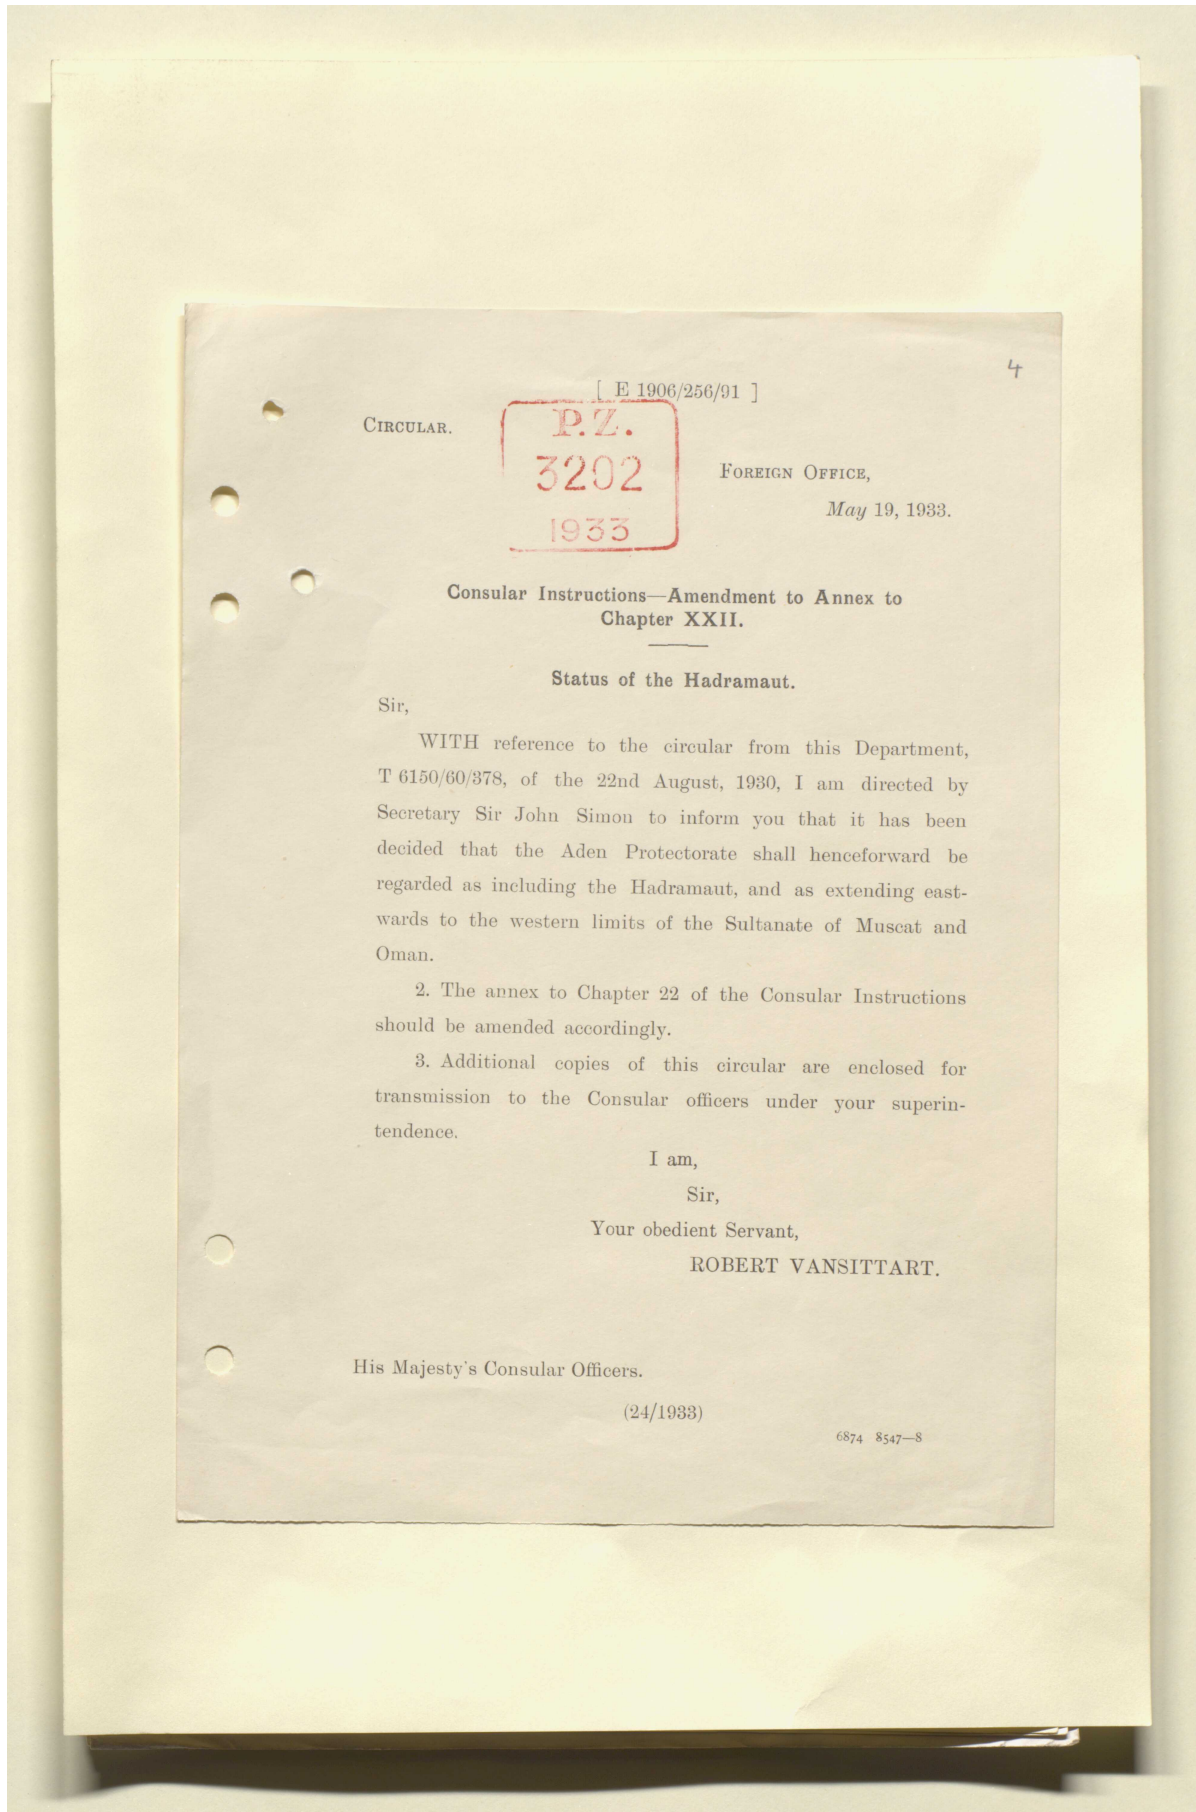 4
[ E 1906/256/91 ]
CIRCULAR.
P.Z.
3202
1933
FOREIGN OFFICE,
May 19, 1933.
Consular Instructions—Amendment to Annex to
Chapter XXII.
Status of the Hadramaut.
Sir,
WITH reference to the circular from this Department,
T 6150/60/378, of the 22nd August, 1930, I am directed by
Secretary Sir John Simon to inform you that it has been
decided that the Aden Protectorate shall henceforward be
regarded as including the Hadramaut, and as extending east-
wards to the western limits of the Sultanate of Muscat and
Oman.
2. The annex to Chapter 22 of the Consular Instructions
should be amended accordingly.
3. Additional copies of this circular are enclosed for
transmission to the Consular officers under your superin-
tendence.
I am,
Sir,
Your obedient Servant,
ROBERT VANSITTART.
His Majesty's Consular Officers.
(24/1933)
6874 8547—8